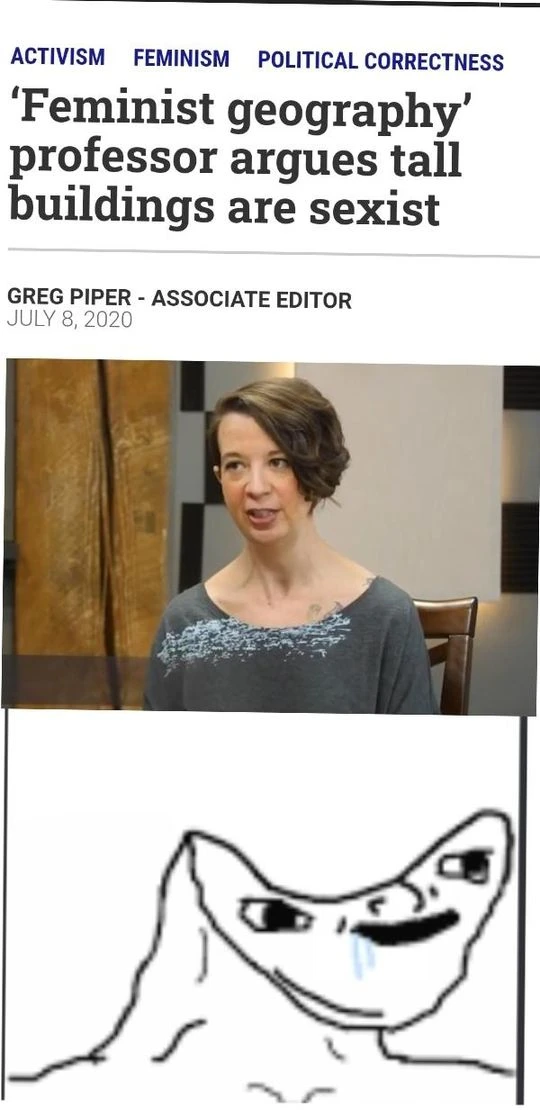 ACTIVISM FEMINISM POLITICAL CORRECTNESS
‘Feminist geography’
professor argues tall
buildings are sexist
GREG PIPER - ASSOCIATE EDITOR
JULY 8, 2020